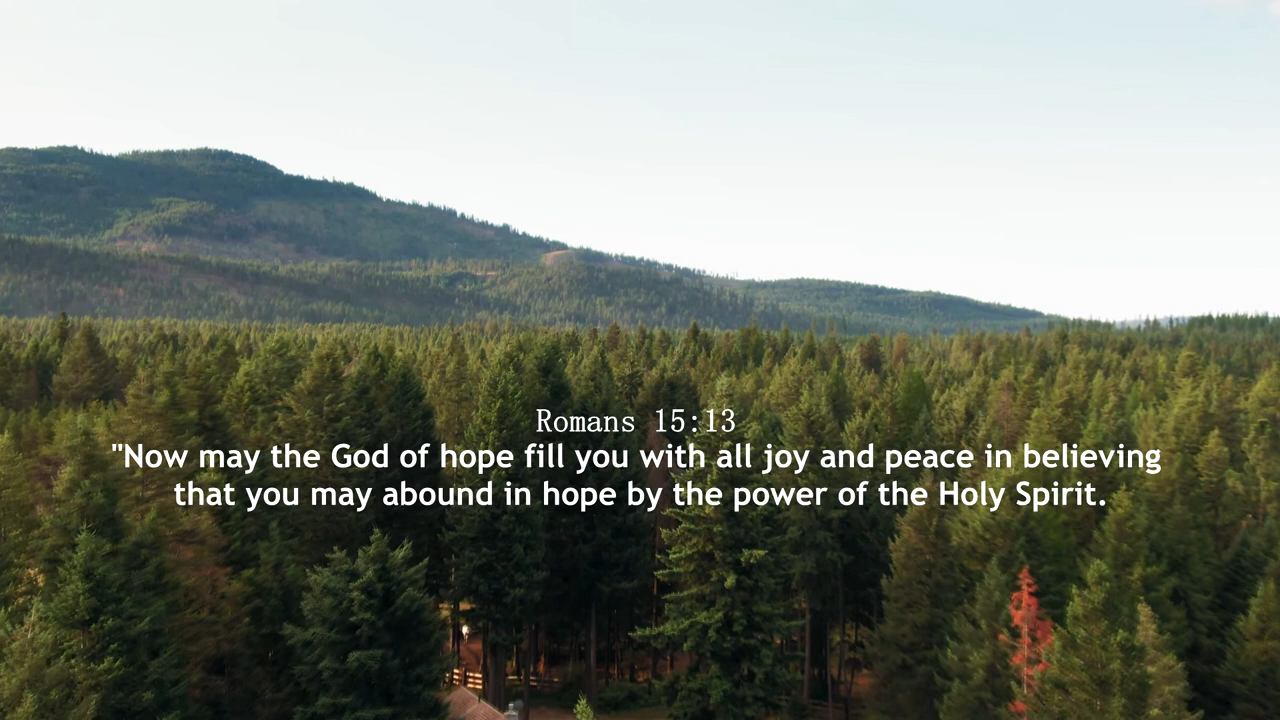 Romans 15:13
"Now may the God of hope fill you with all joy and peace in believing
that you may abound in hope by the power of the Holy Spirit.